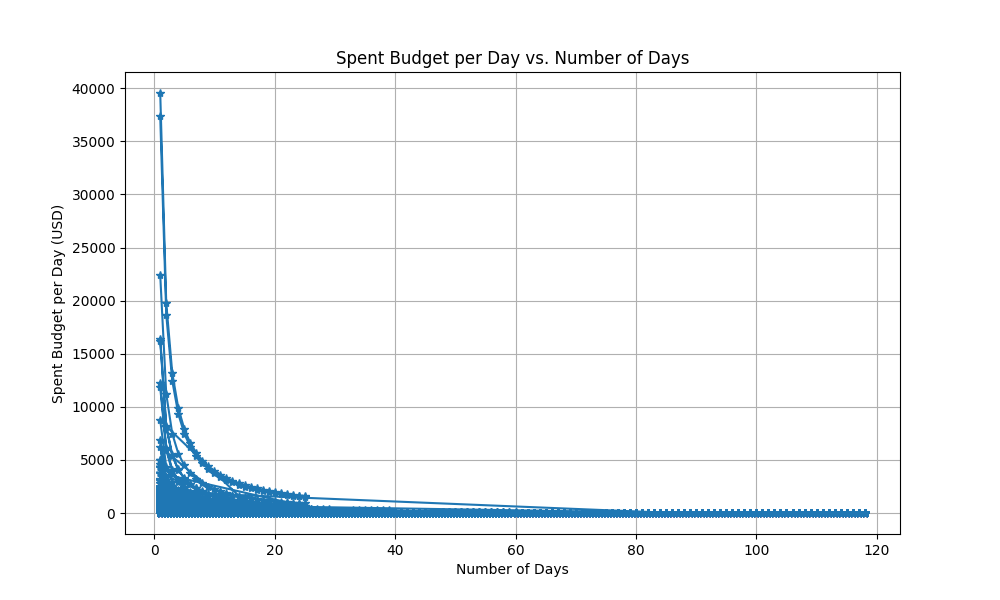 Spent Budget per Day vs. Number of Days
Spent Budget per Day (USD)
40000
35000
30000
25000
20000
15000
10000
5000
0
0 20 40 60 80 100 120
Number of Days